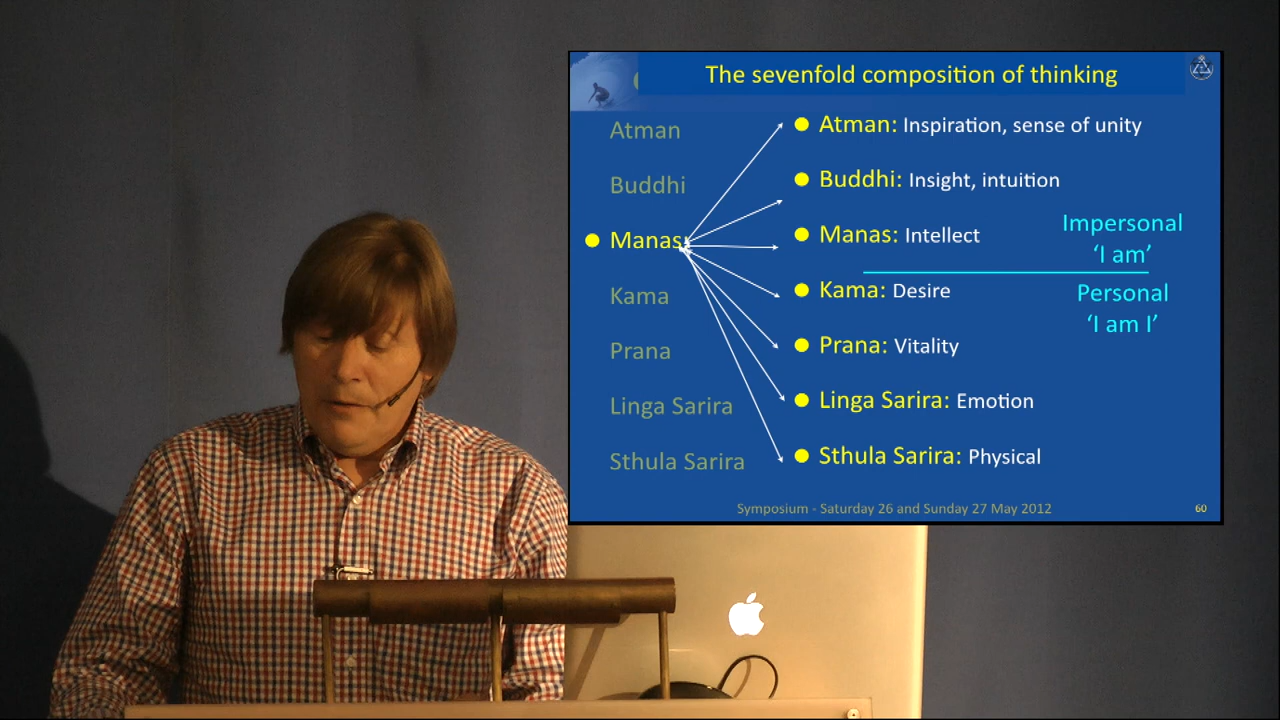 The sevenfold composition of thinking
Atman
Buddhi
Manas
Kama
Prana
Linga Sarira
Sthula Sarira
Atman: Inspiration, sense of unity
Buddhi: Insight, intuition
Manas: Intellect
Kama: Desire
Prana: Vitality
Linga Sarira: Emotion
Sthula Sarira: Physical
Impersonal
‘I am’
Personal
‘I am I’
Symposium - Saturday 26 and Sunday 27 May 2012
60